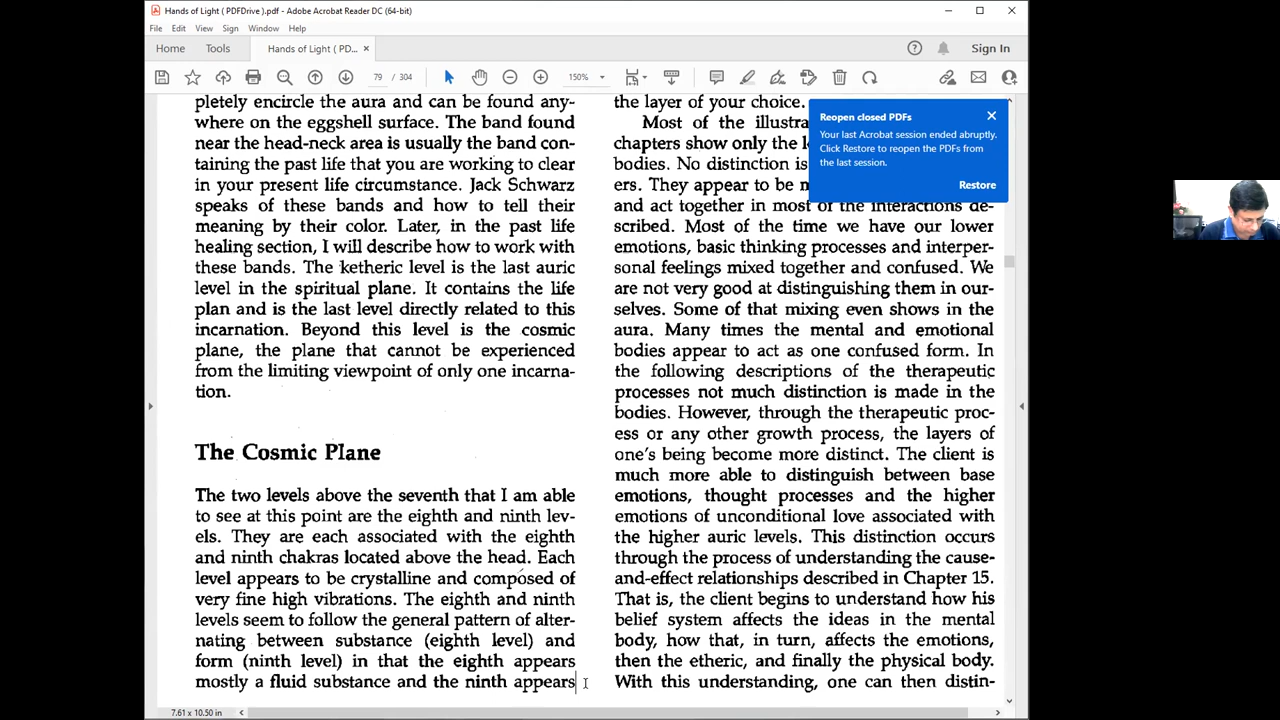 Hands of Light ( PDFDrive ).pdf - Adobe Acrobat Reader DC (64-bit)
File Edit View Sign Window Help
Home Tools Hands of Light ( PD... × Sign In
79 / 304 150%
pletely encircle the aura and can be found any-
where on the eggshell surface. The band found
near the head-neck area is usually the band con-
taining the past life that you are working to clear
in your present life circumstance. Jack Schwarz
speaks of these bands and how to tell their
meaning by their color. Later, in the past life
healing section, I will describe how to work with
these bands. The ketheric level is the last auric
level in the spiritual plane. It contains the life
plan and is the last level directly related to this
incarnation. Beyond this level is the cosmic
plane, the plane that cannot be experienced
from the limiting viewpoint of only one incarna-
tion.
The Cosmic Plane
The two levels above the seventh that I am able
to see at this point are the eighth and ninth lev-
els. They are each associated with the eighth
and ninth chakras located above the head. Each
level appears to be crystalline and composed of
very fine high vibrations. The eighth and ninth
levels seem to follow the general pattern of alter-
nating between substance (eighth level) and
form (ninth level) in that the eighth appears
mostly a fluid substance and the ninth appears
the layer of your choice.
Most of the illustra
chapters show only the l
bodies. No distinction is
ers. They appear to be m
and act together in most of the interactions de-
scribed. Most of the time we have our lower
emotions, basic thinking processes and interper-
sonal feelings mixed together and confused. We
are not very good at distinguishing them in our-
selves. Some of that mixing even shows in the
aura. Many times the mental and emotional
bodies appear to act as one confused form. In
the following descriptions of the therapeutic
processes not much distinction is made in the
bodies. However, through the therapeutic proc-
ess or any other growth process, the layers of
one's being become more distinct. The client is
much more able to distinguish between base
emotions, thought processes and the higher
emotions of unconditional love associated with
the higher auric levels. This distinction occurs
through the process of understanding the cause-
and-effect relationships described in Chapter 15.
That is, the client begins to understand how his
belief system affects the ideas in the mental
body, how that, in turn, affects the emotions,
then the etheric, and finally the physical body.
With this understanding, one can then distin-
Reopen closed PDFs
Your last Acrobat session ended abruptly.
Click Restore to reopen the PDFs from
the last session.
Restore
7.61 x 10.50 in